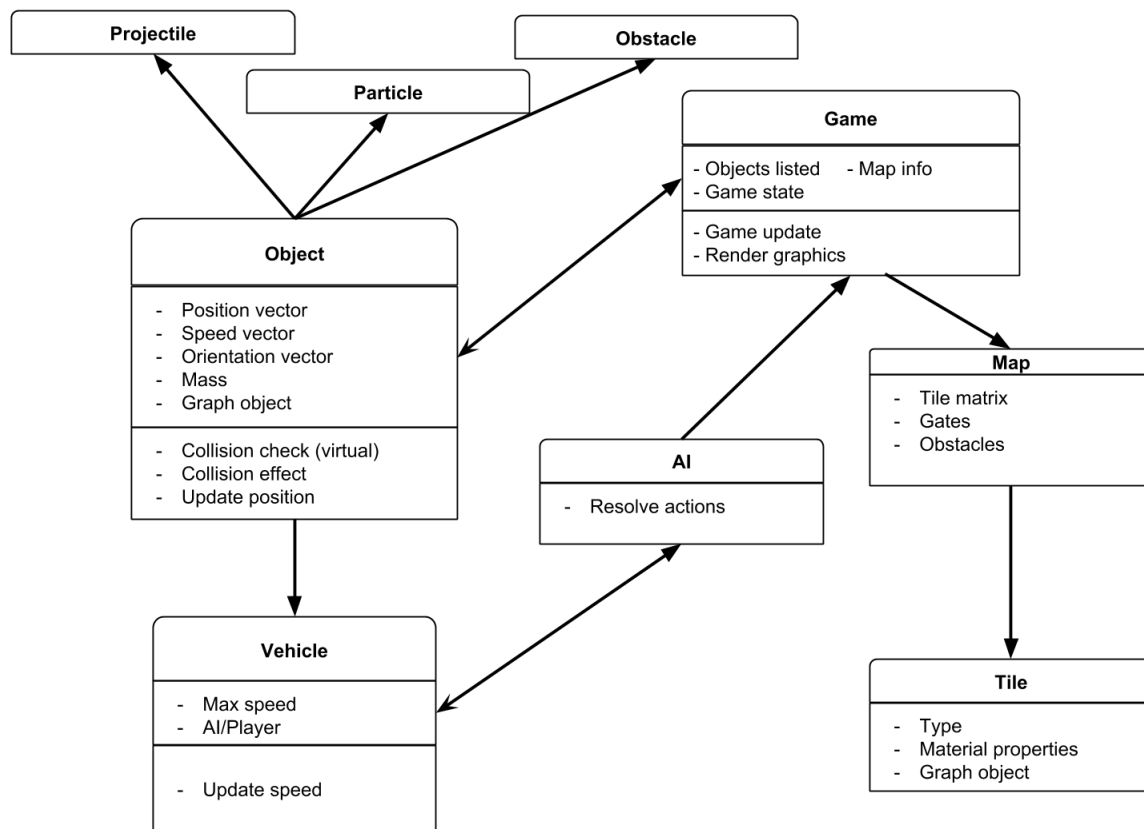 Projectile
Obstacle
Particle
Game
- Objects listed - Map info
- Game state
- Game update
- Render graphics
Object
- Position vector
- Speed vector
- Orientation vector
- Mass
- Graph object
- Collision check (virtual)
- Collision effect
- Update position
Map
- Tile matrix
- Gates
- Obstacles
AI
- Resolve actions
Vehicle
- Max speed
- AI/Player
- Update speed
Tile
- Type
- Material properties
- Graph object